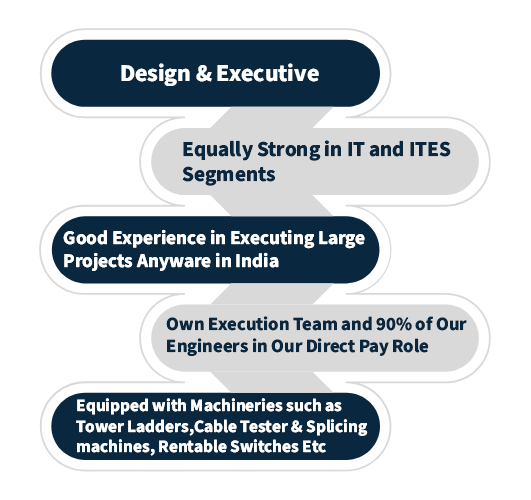 Design & Executive
Equally Strong in IT and ITES
Segments
Good Experience in Executing Large
Projects Anyware in India
Own Execution Team and 90% of Our
Engineers in Our Direct Pay Role
Equipped with Machineries such as
Tower Ladders,Cable Tester & Splicing
machines, Rentable Switches Etc